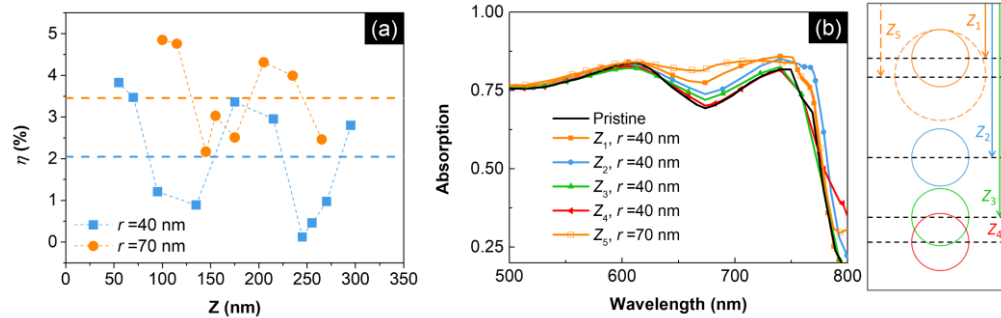 (a)
η (%)
5
4
3
2
1
0
r =40 nm
r =70 nm
0 50 100 150 200 250 300 350
Z (nm)
(b)
Absorption
1.00
0.75
0.50
0.25
Pristine
Z1, r =40 nm
Z2, r =40 nm
Z3, r =40 nm
Z4, r =40 nm
Z5, r =70 nm
500 600 700 800
Wavelength (nm)
Z5
Z1
Z2
Z3
Z4